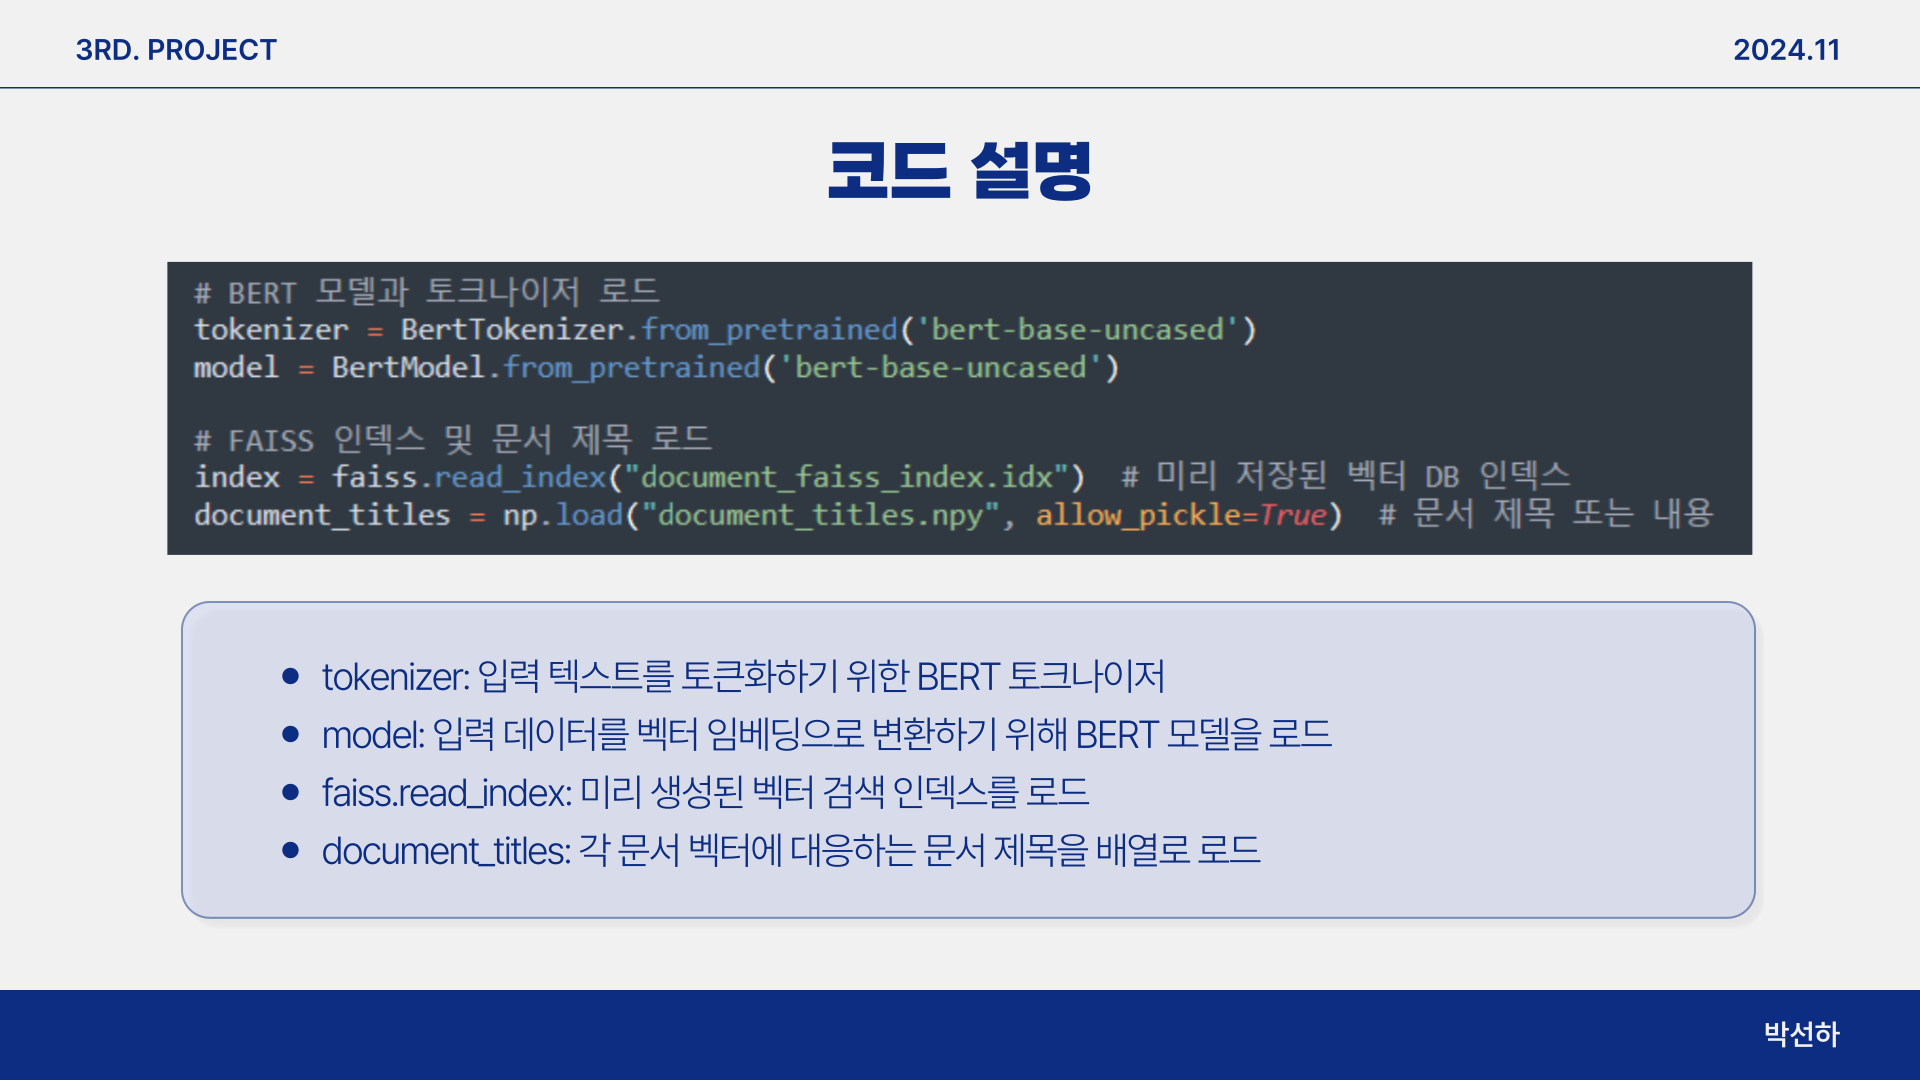 3RD. PROJECT
2024.11
코드 설명
# BERT 모델과 토크나이저 로드
tokenizer = BertTokenizer.from_pretrained('bert-base-uncased')
model = BertModel.from_pretrained('bert-base-uncased')
# FAISS 인덱스 및 문서 제목 로드
index = faiss.read_index("document_faiss_index.idx")  # 미리 저장된 벡터 DB 인덱스
document_titles = np.load("document_titles.npy", allow_pickle=True)  # 문서 제목 또는 내용
● tokenizer: 입력 텍스트를 토큰화하기 위한 BERT 토크나이저
● model: 입력 데이터를 벡터 임베딩으로 변환하기 위해 BERT 모델을 로드
● faiss.read_index: 미리 생성된 벡터 검색 인덱스를 로드
● document_titles: 각 문서 벡터에 대응하는 문서 제목을 배열로 로드
박선하